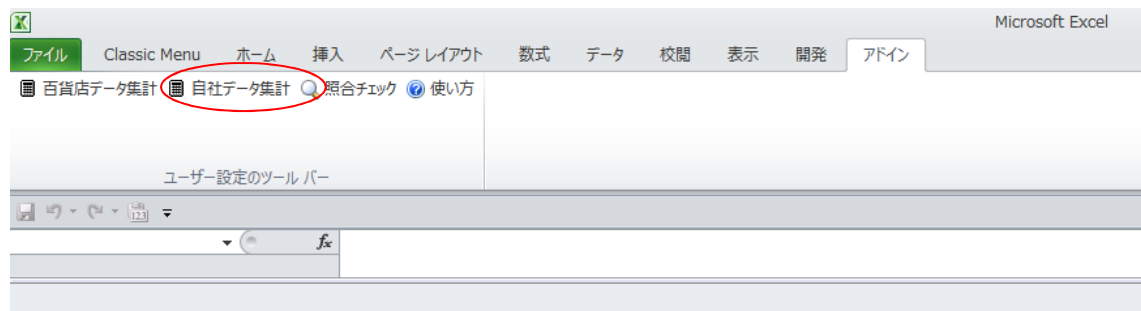 Microsoft Excel
ファイル Classic Menu ホーム 挿入 ページ レイアウト 数式 データ 校閲 表示 開発 アドイン
百貨店データ集計 自社データ集計 照合チェック 使い方
ユーザー設定のツール バー
123
fx